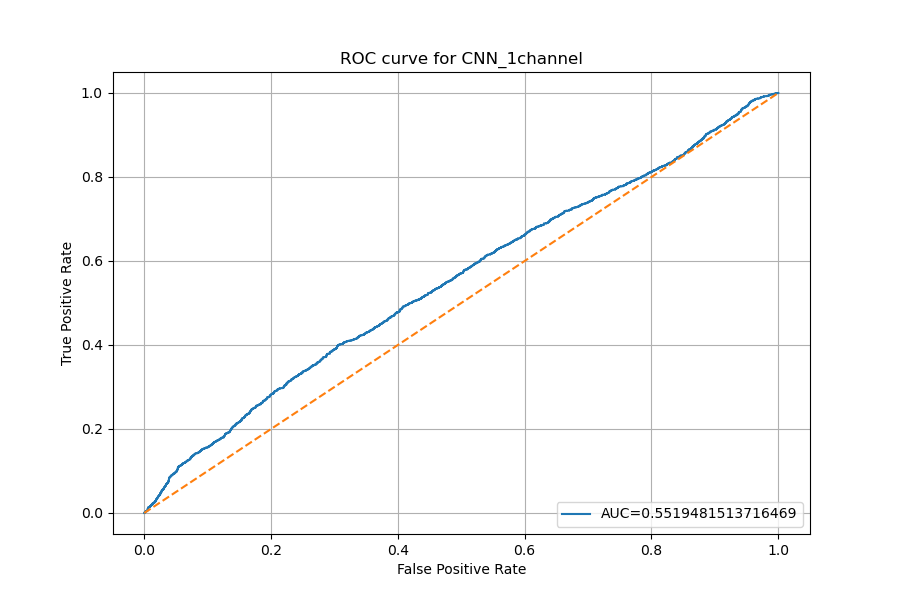 ROC curve for CNN_1channel
True Positive Rate
1.0
0.8
0.6
0.4
0.2
0.0
AUC=0.5519481513716469
0.0 0.2 0.4 0.6 0.8 1.0
False Positive Rate